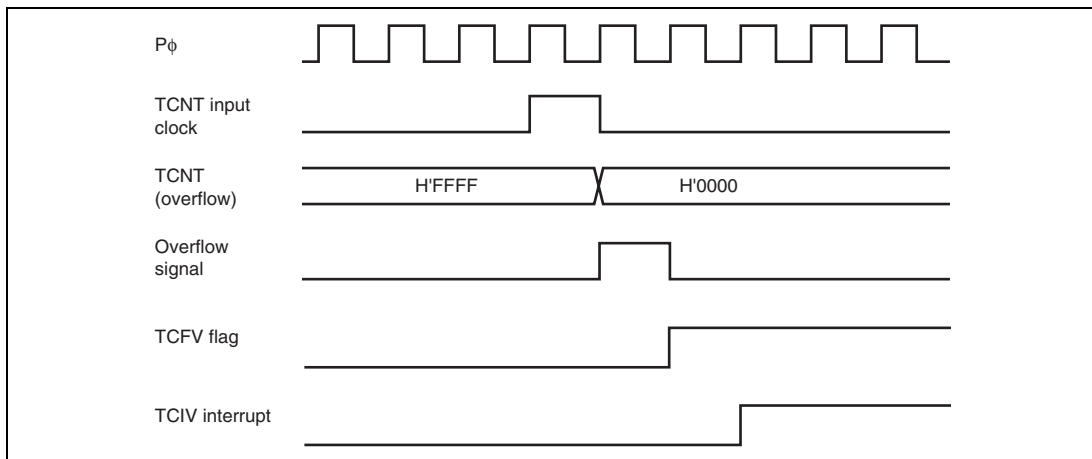 Pϕ
TCNT input
clock
TCNT
(overflow)
H'FFFF
H'0000
Overflow
signal
TCFV flag
TCIV interrupt